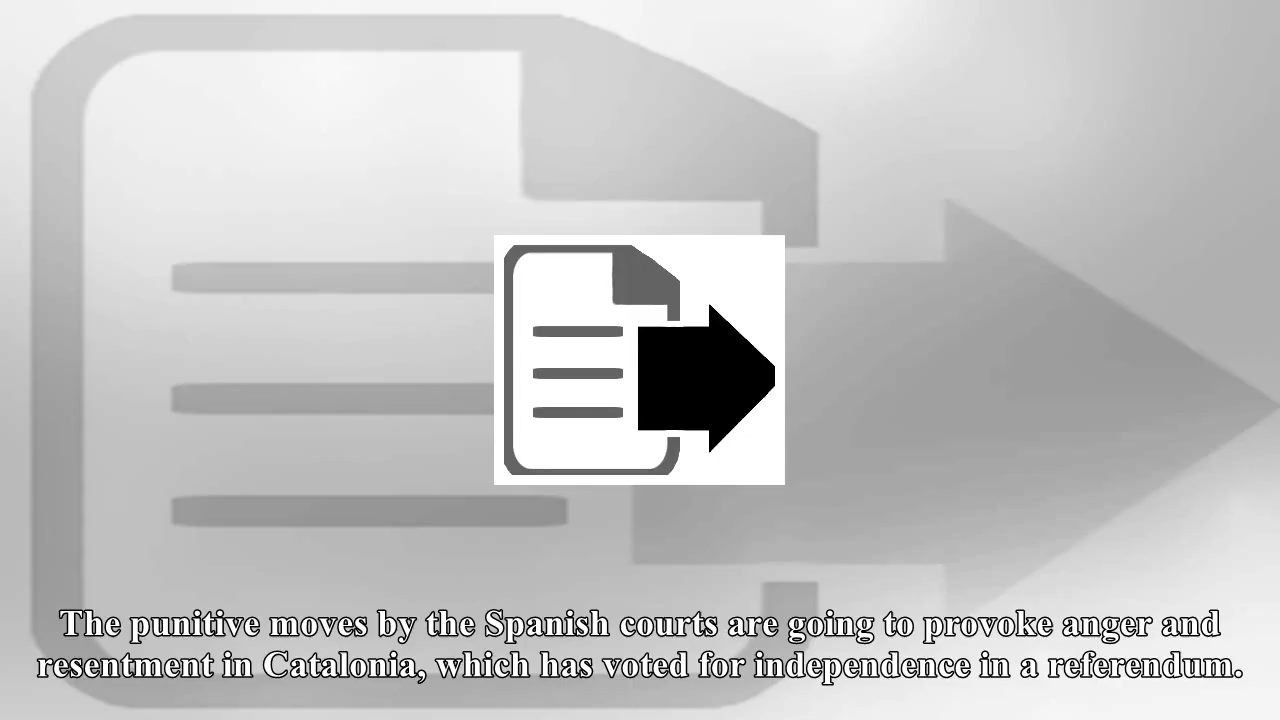 The punitive moves by the Spanish courts are going to provoke anger and
resentment in Catalonia, which has voted for independence in a referendum.